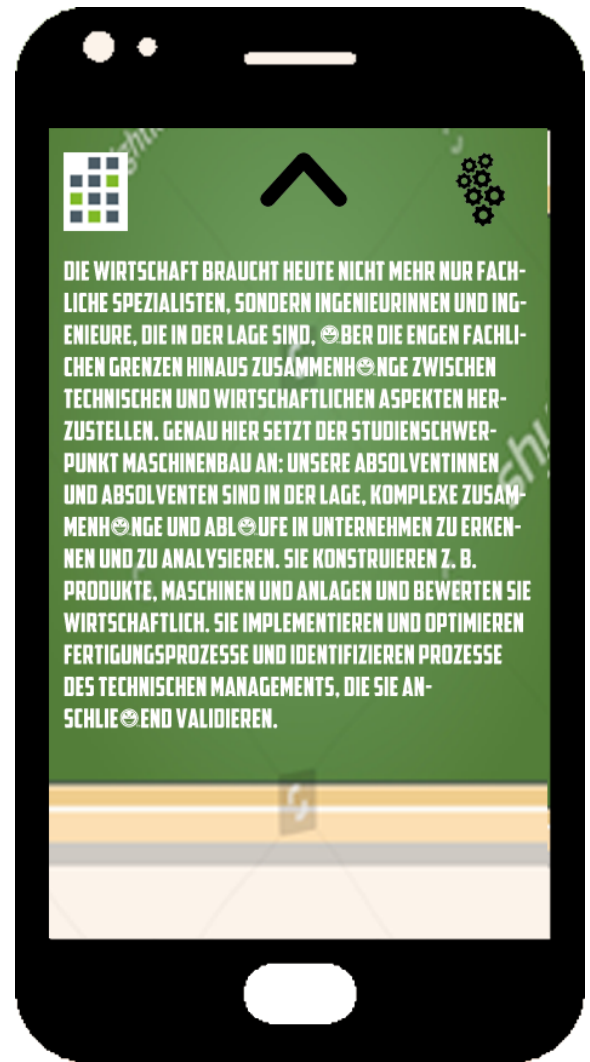 DIE WIRTSCHAFT BRAUCHT HEUTE NICHT MEHR NUR FACH-
LICHE SPEZIALISTEN, SONDERN INGENIEURINNEN UND ING-
ENIEURE, DIE IN DER LAGE SIND, 😀BER DIE ENGEN FACHLI-
CHEN GRENZEN HINAUS ZUSAMMENH😀NGE ZWISCHEN
TECHNISCHEN UND WIRTSCHAFTLICHEN ASPEKTEN HER-
ZUSTELLEN. GENAU HIER SETZT DER STUDIENSCHWER-
PUNKT MASCHINENBAU AN: UNSERE ABSOLVENTINNEN
UND ABSOLVENTEN SIND IN DER LAGE, KOMPLEXE ZUSAM-
MENH😀NGE UND ABL😀UFE IN UNTERNEHMEN ZU ERKEN-
NEN UND ZU ANALYSIEREN. SIE KONSTRUIEREN Z. B.
PRODUKTE, MASCHINEN UND ANLAGEN UND BEWERTEN SIE
WIRTSCHAFTLICH. SIE IMPLEMENTIEREN UND OPTIMIEREN
FERTIGUNGSPROZESSE UND IDENTIFIZIEREN PROZESSE
DES TECHNISCHEN MANAGEMENTS, DIE SIE AN-
SCHLIE😀END VALIDIEREN.